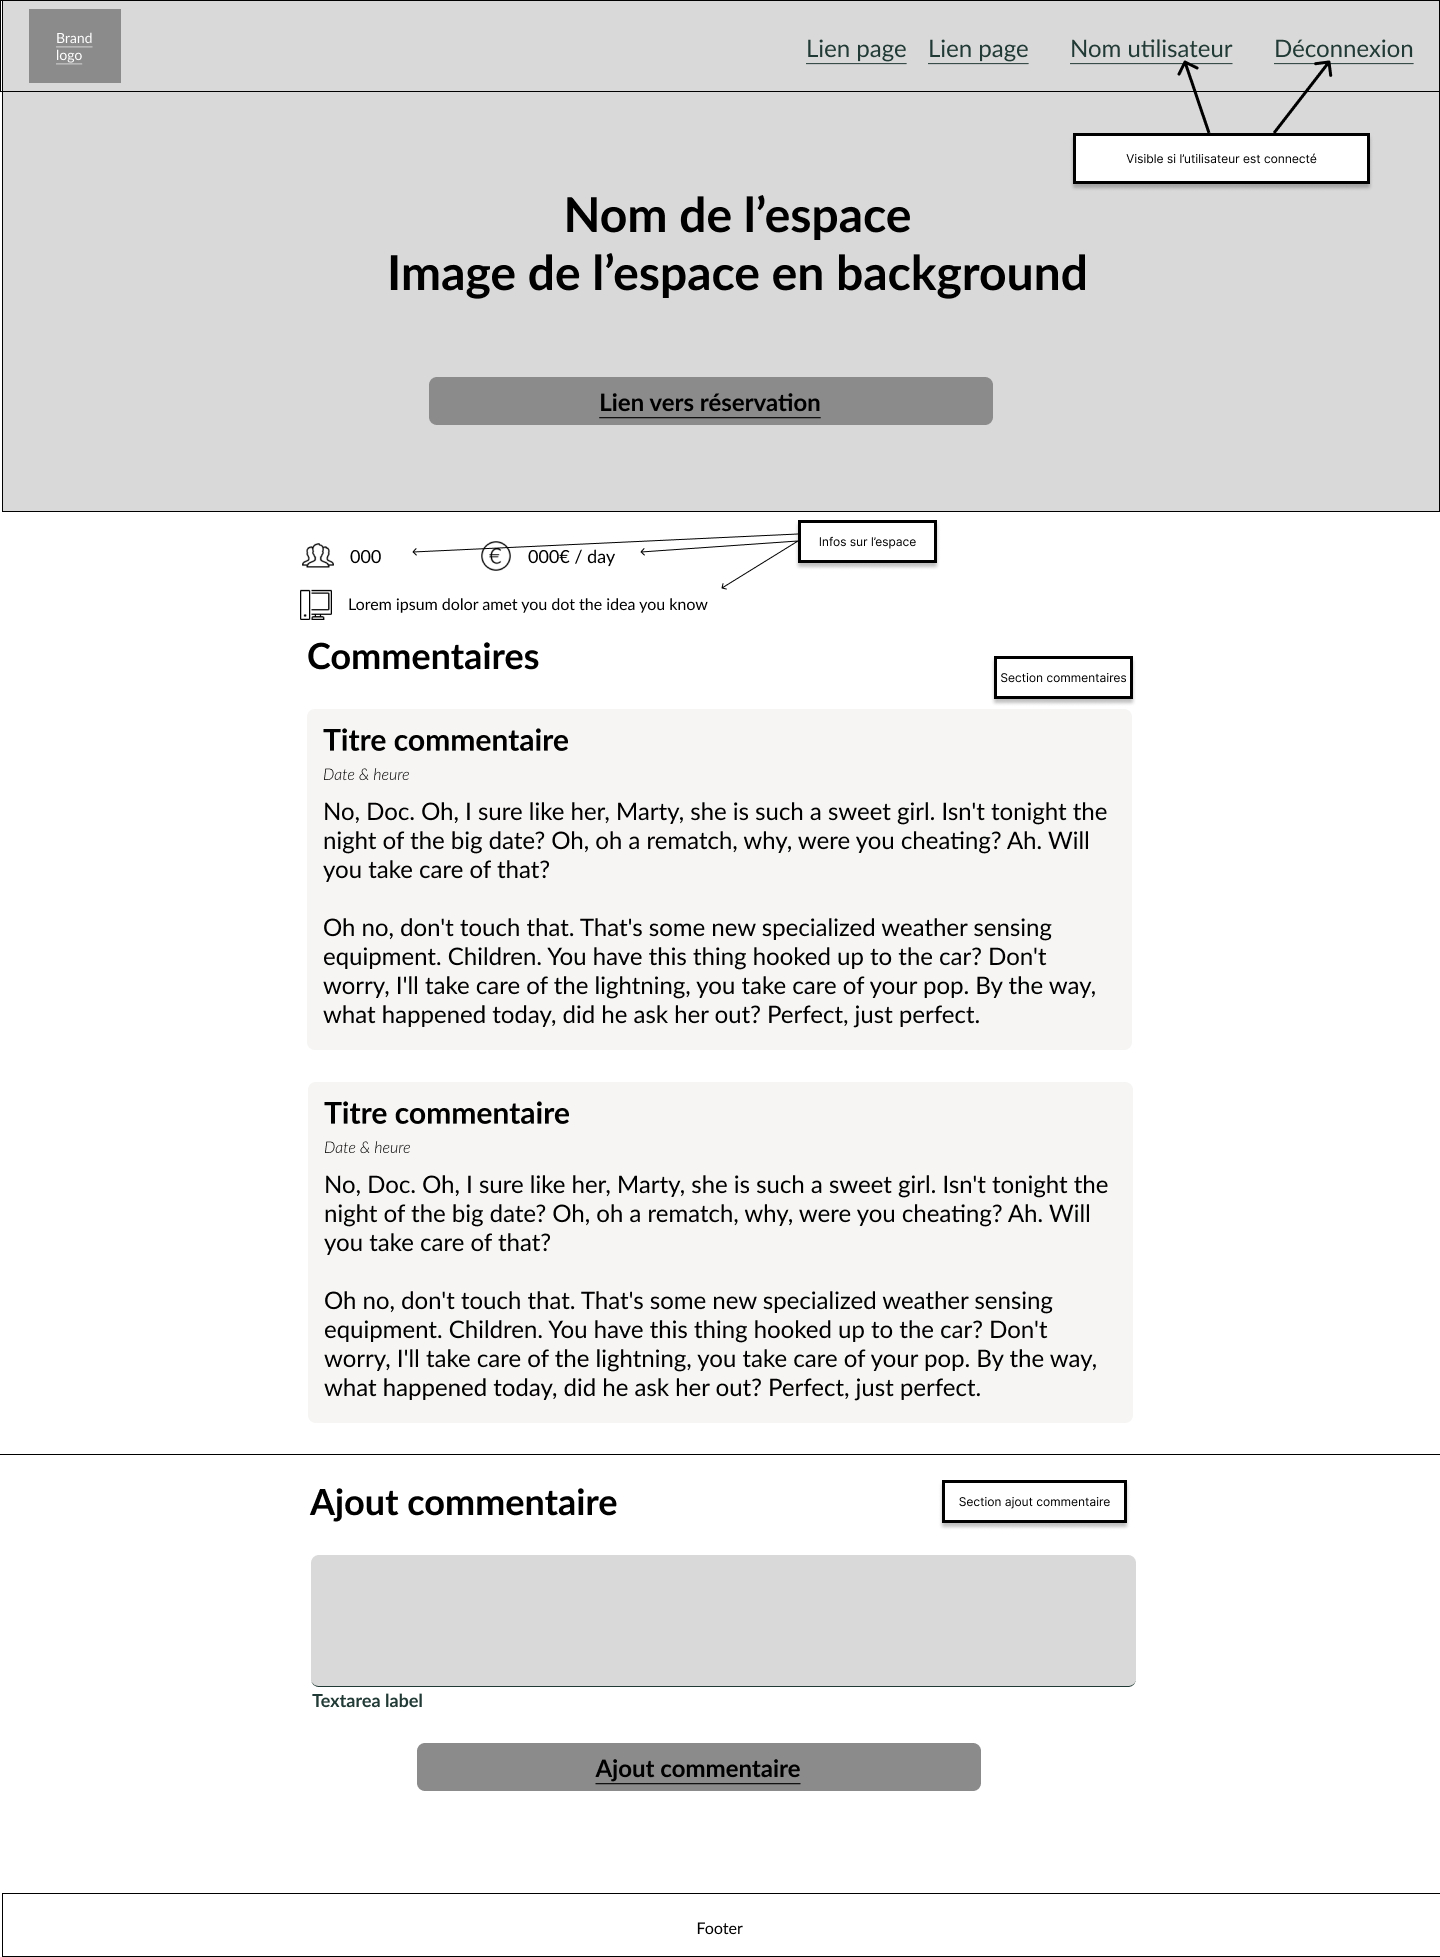 Brand
logo
Lien page Lien page Nom utilisateur Déconnexion
Visible si l'utilisateur est connecté
Nom de l’espace
Image de l’espace en background
Lien vers réservation
Infos sur l'espace
000 € 000€ / day
Lorem ipsum dolor amet you dot the idea you know
Commentaires
Section commentaires
Titre commentaire
Date & heure
No, Doc. Oh, I sure like her, Marty, she is such a sweet girl. Isn't tonight the
night of the big date? Oh, oh a rematch, why, were you cheating? Ah. Will
you take care of that?
Oh no, don't touch that. That's some new specialized weather sensing
equipment. Children. You have this thing hooked up to the car? Don't
worry, I'll take care of the lightning, you take care of your pop. By the way,
what happened today, did he ask her out? Perfect, just perfect.
Titre commentaire
Date & heure
No, Doc. Oh, I sure like her, Marty, she is such a sweet girl. Isn't tonight the
night of the big date? Oh, oh a rematch, why, were you cheating? Ah. Will
you take care of that?
Oh no, don't touch that. That's some new specialized weather sensing
equipment. Children. You have this thing hooked up to the car? Don't
worry, I'll take care of the lightning, you take care of your pop. By the way,
what happened today, did he ask her out? Perfect, just perfect.
Ajout commentaire
Section ajout commentaire
Textarea label
Ajout commentaire
Footer